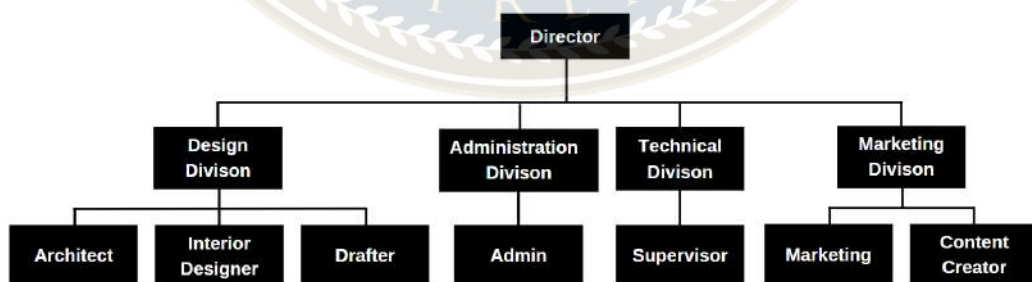 Director
Design
Divison
Administration
Divison
Technical
Divison
Marketing
Divison
Architect
Interior
Designer
Drafter
Admin
Supervisor
Marketing
Content
Creator